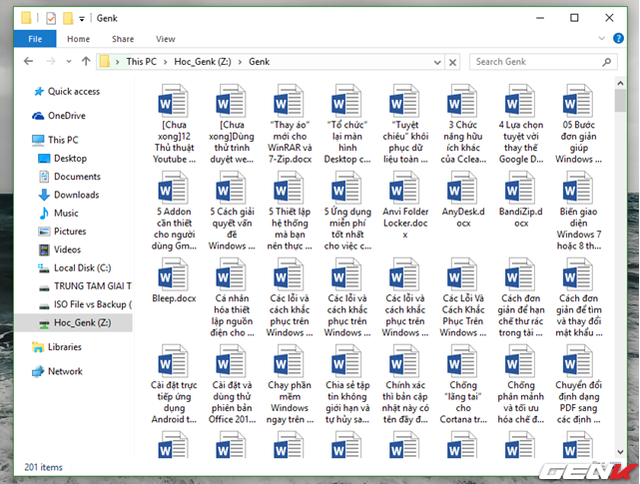 Genk
File Home Share View
This PC Hoc_Genk (Z:) Genk
Search Genk
Quick access
OneDrive
This PC
Desktop
Documents
Downloads
Music
Pictures
Videos
Local Disk (C:)
TRUNG TAM GIAI T
ISO File vs Backup (
Hoc_Genk (Z:)
Libraries
Network
[Chưa
xong]12
Thủ thuật
Youtube ...
[Chưa
xong]Dùng
thử trình
duyệt we...
"Thay áo"
mới cho
WinRAR và
7-Zip.docx
"Tổ chức"
lại màn
hình
Desktop c...
"Tuyệt
chiêu" khôi
phục dữ
liệu toàn ...
3 Chức
năng hữu
ích khác
của Cclea...
4 Lựa chọn
tuyệt vời
thay thế
Google D...
05 Bước
đơn giản
giúp
Windows ...
5 Addon
cần thiết
cho người
dùng Gm...
5 Cách giải
quyết vấn
đề
Windows ...
5 Thiết lập
hệ thống
mà bạn
nên thực ...
5 Ứng dụng
miễn phí
tốt nhất
cho việc c...
Anvi Folder
Locker.doc
x
AnyDesk.d
ocx
BandiZip.d
ocx
Biến giao
diện
Windows 7
hoặc 8 th...
Bleep.docx
Cá nhân
hóa thiết
lập nguồn
điện cho ...
Các lỗi và
cách khắc
phục trên
Windows ...
Các lỗi và
cách khắc
phục trên
Windows ...
Các Lỗi Và
Cách Khắc
Phục Trên
Windows ...
Các Lỗi Và
Cách Khắc
Phục Trên
Windows ...
Cách đơn
giản để hạn
chế thư rác
trong tài ...
Cách đơn
giản để tìm
và thay đổi
mật khẩu ...
Cài đặt trực
tiếp ứng
dụng
Android t...
Cài đặt và
dùng thử
phiên bản
Office 201...
Chạy phần
mềm
Windows
ngay trên ...
Chia sẻ tập
tin không
giới hạn và
tự hủy sa...
Chính xác
thì bản cập
nhật này có
tên đầy đ...
Chống
"lãng tai"
cho
Cortana tr...
Chống
phân mảnh
và tối ưu
hóa chế đ...
Chuyển đổi
định dạng
PDF sang
các định ...
201 items
GENK